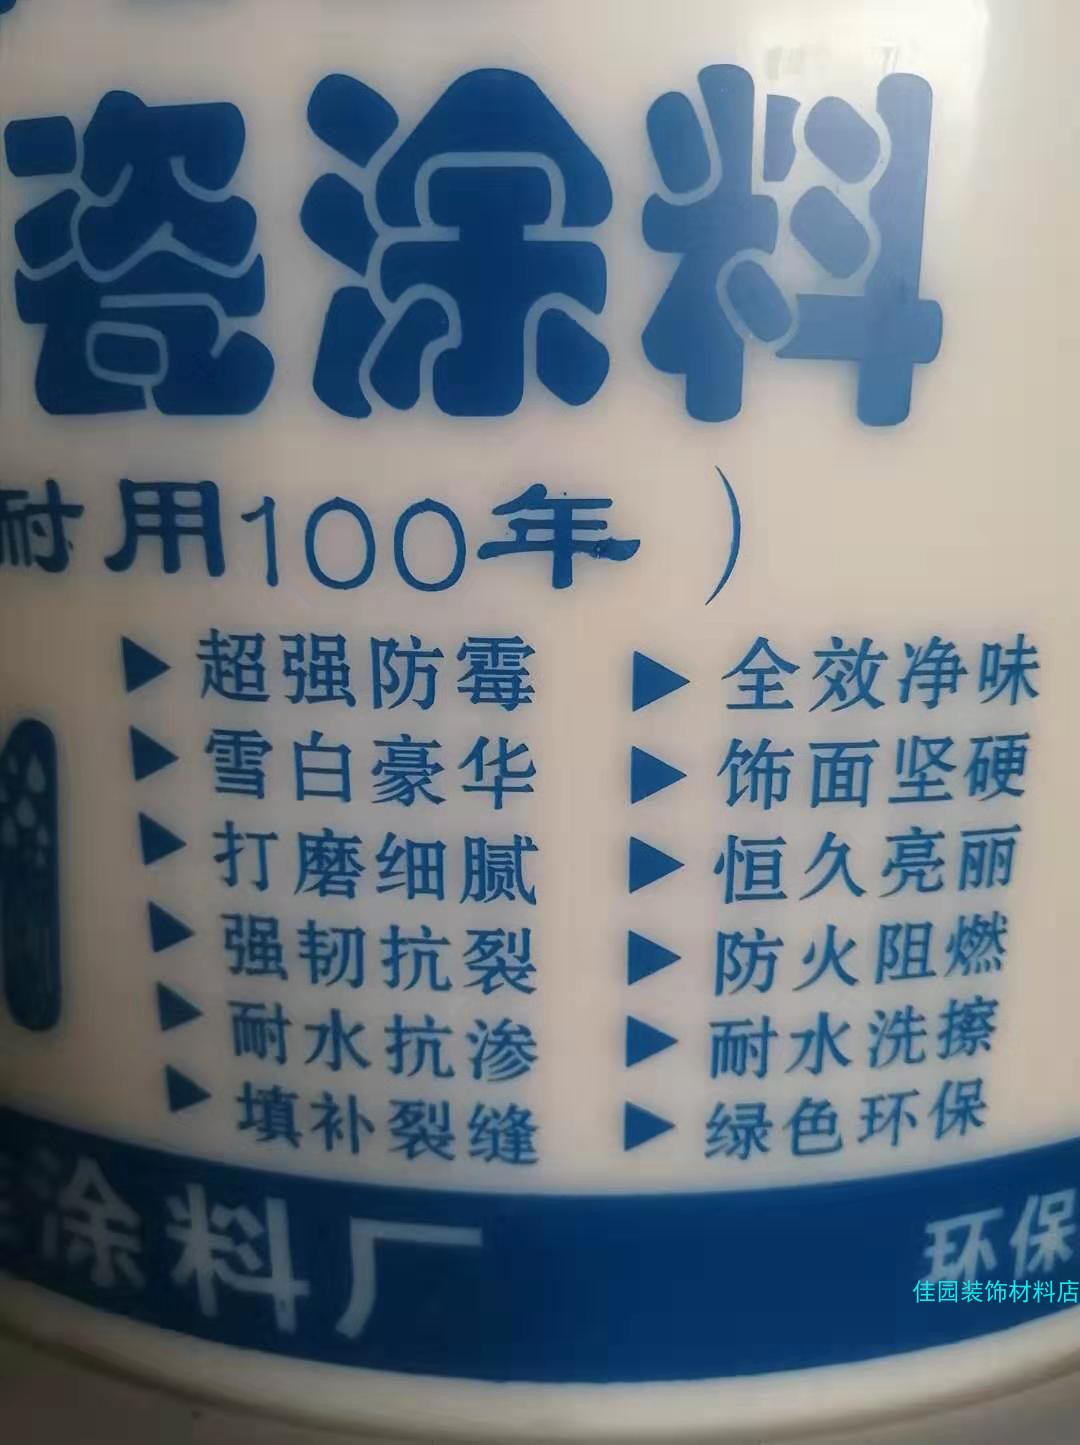 瓷涂料
耐用100年）
▶超强防霉 ▶全效净味
▶雪白豪华 ▶饰面坚硬
▶打磨细腻 ▶恒久亮丽
▶强韧抗裂 ▶防火阻燃
▶耐水抗渗 ▶耐水洗擦
▶填补裂缝 ▶绿色环保
涂料厂 环保
佳园装饰材料店